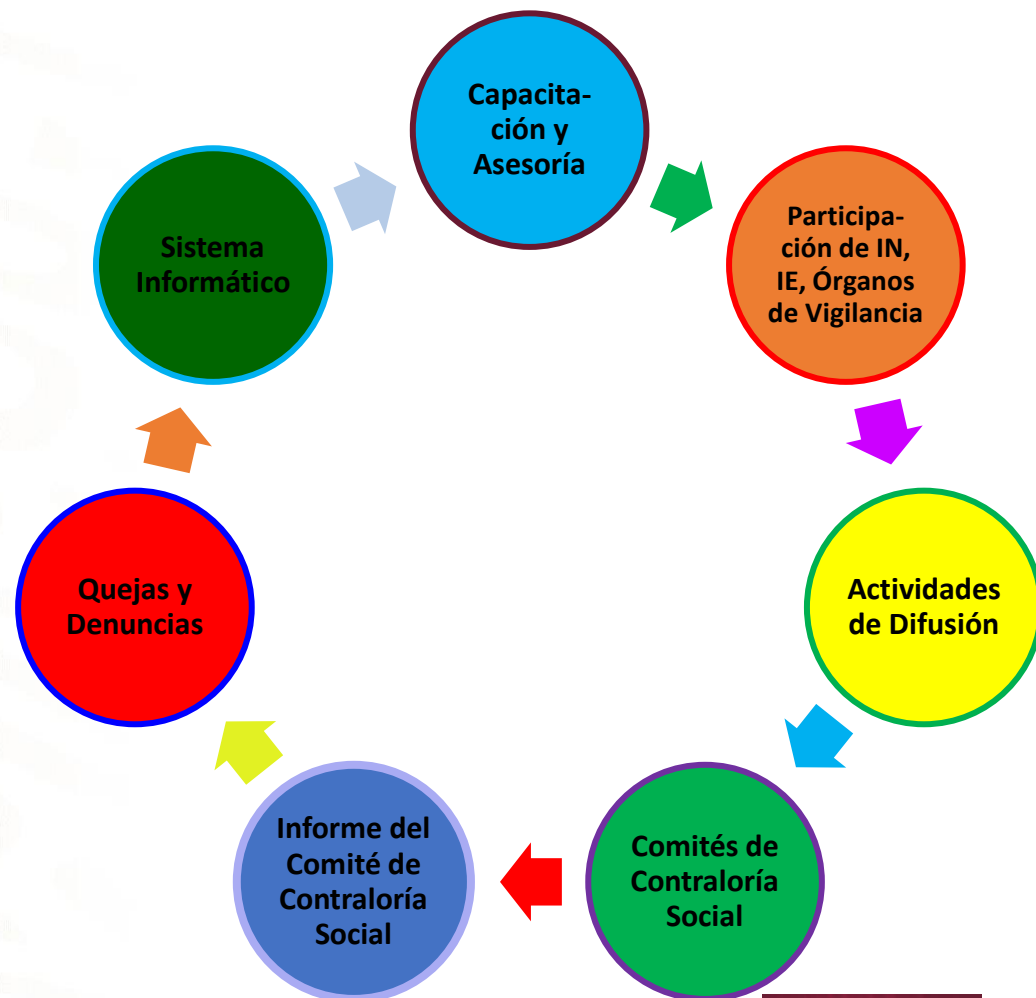 Capacita-
ción y
Asesoría
Participa-
ción de IN,
IE, Órganos
de Vigilancia
Actividades
de Difusión
Comités de
Contraloría
Social
Informe del
Comité de
Contraloría
Social
Quejas y
Denuncias
Sistema
Informático